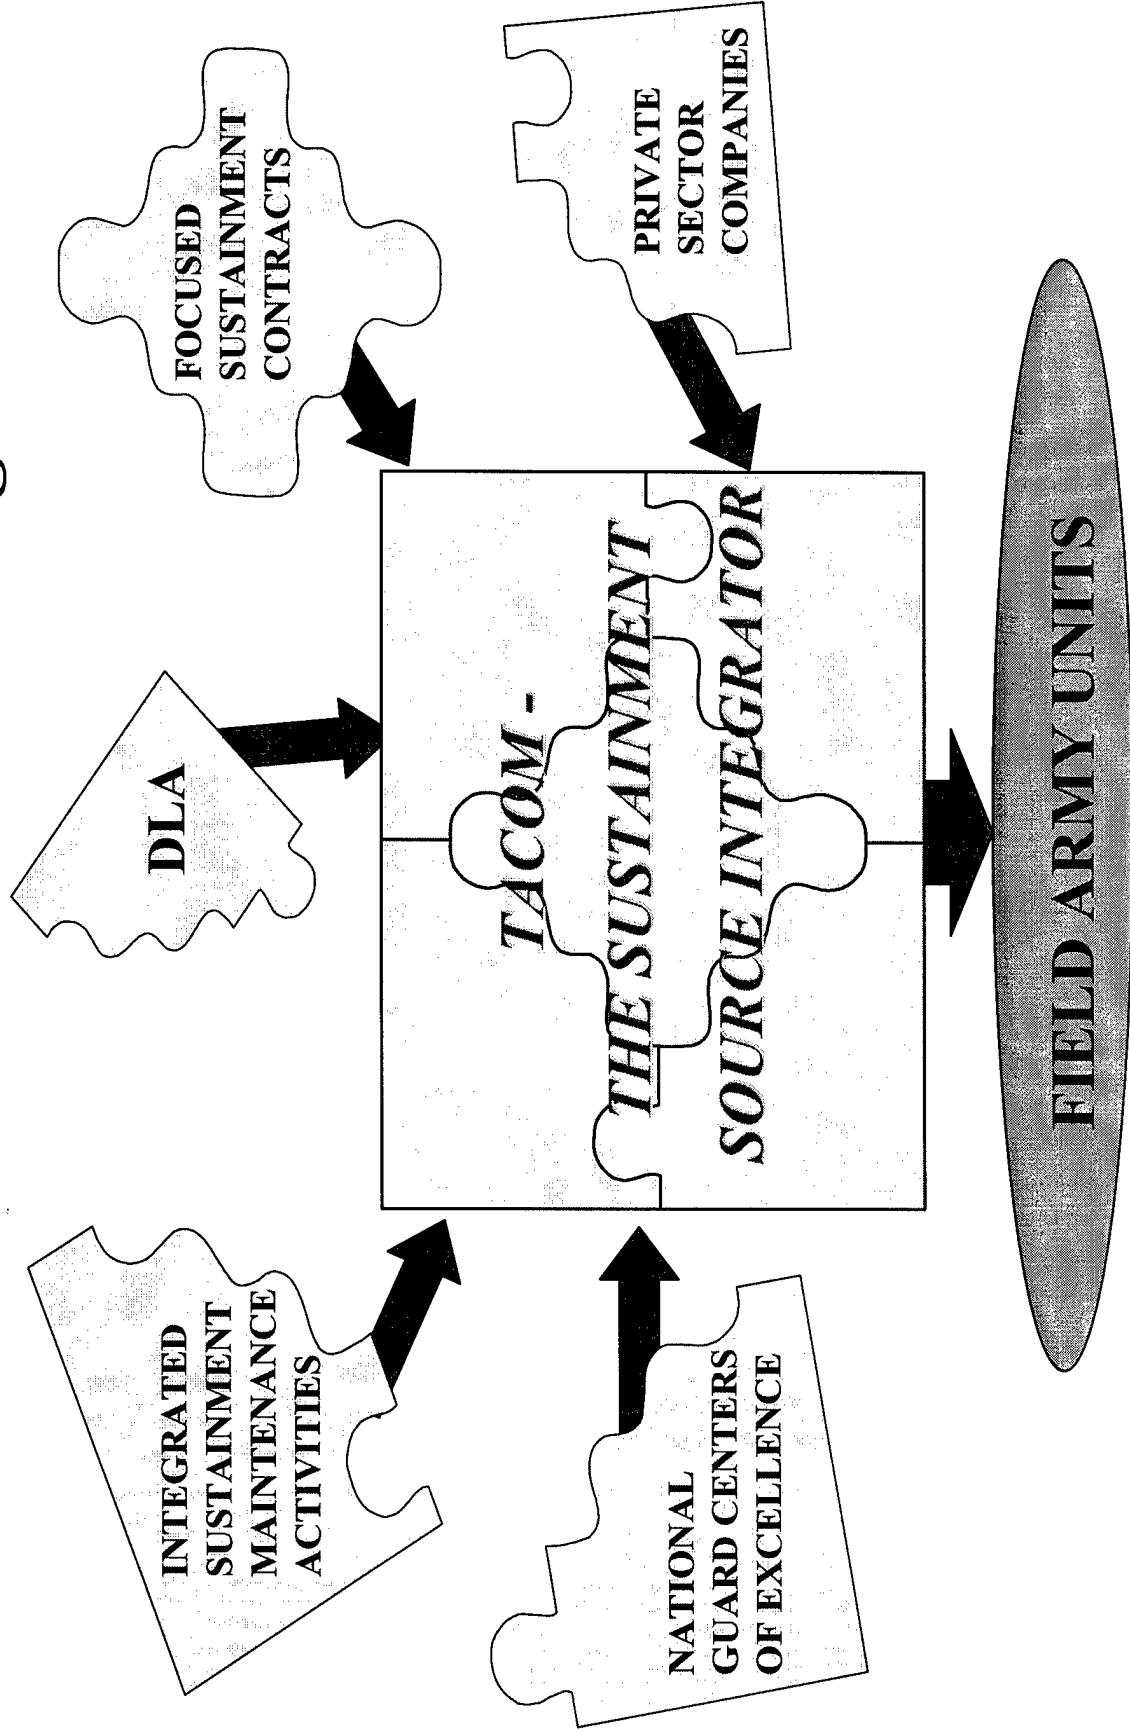 INTEGRATED
SUSTAINMENT
MAINTENANCE
ACTIVITIES
DLA
FOCUSED
SUSTAINMENT
CONTRACTS
TACOM -
THE SUSTAINMENT
SOURCE INTEGRATOR
NATIONAL
GUARD CENTERS
OF EXCELLENCE
PRIVATE
SECTOR
COMPANIES
FIELD ARMY UNITS